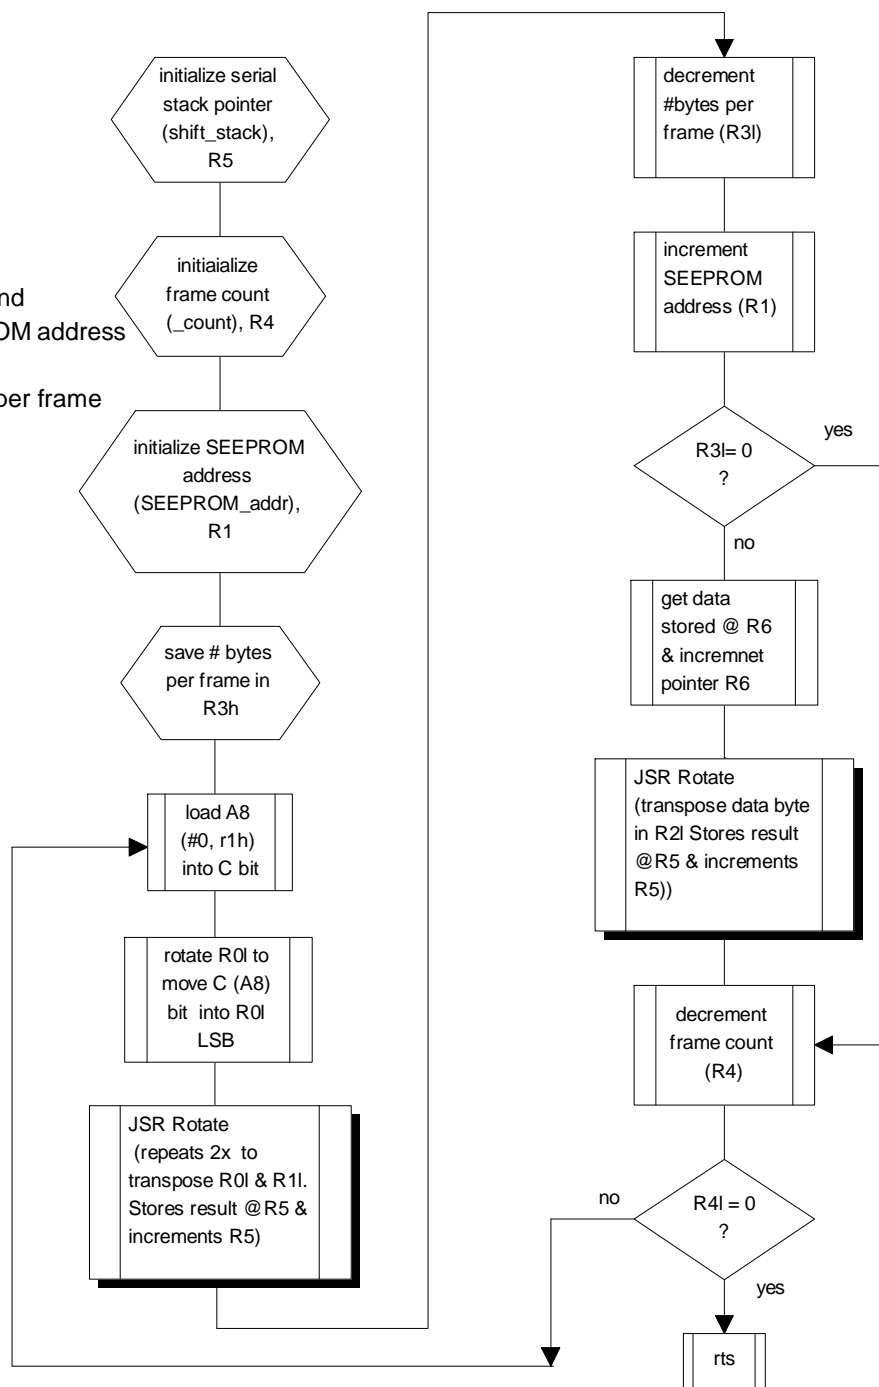 initialize serial
stack pointer
(shift_stack),
R5
initiaialize
frame count
(_count), R4
nd
OM address
per frame
initialize SEEPROM
address
(SEEPROM_addr),
R1
save # bytes
per frame in
R3h
load A8
(#0, r1h)
into C bit
rotate R0l to
move C (A8)
bit into R0l
LSB
JSR Rotate
(repeats 2x to
transpose R0l & R1l.
Stores result @R5 &
increments R5)
decrement
#bytes per
frame (R3l)
increment
SEEPROM
address (R1)
R3l= 0
?
yes
no
get data
stored @ R6
& incremnet
pointer R6
JSR Rotate
(transpose data byte
in R2l Stores result
@R5 & increments
R5))
decrement
frame count
(R4)
no
R4l = 0
?
yes
rts